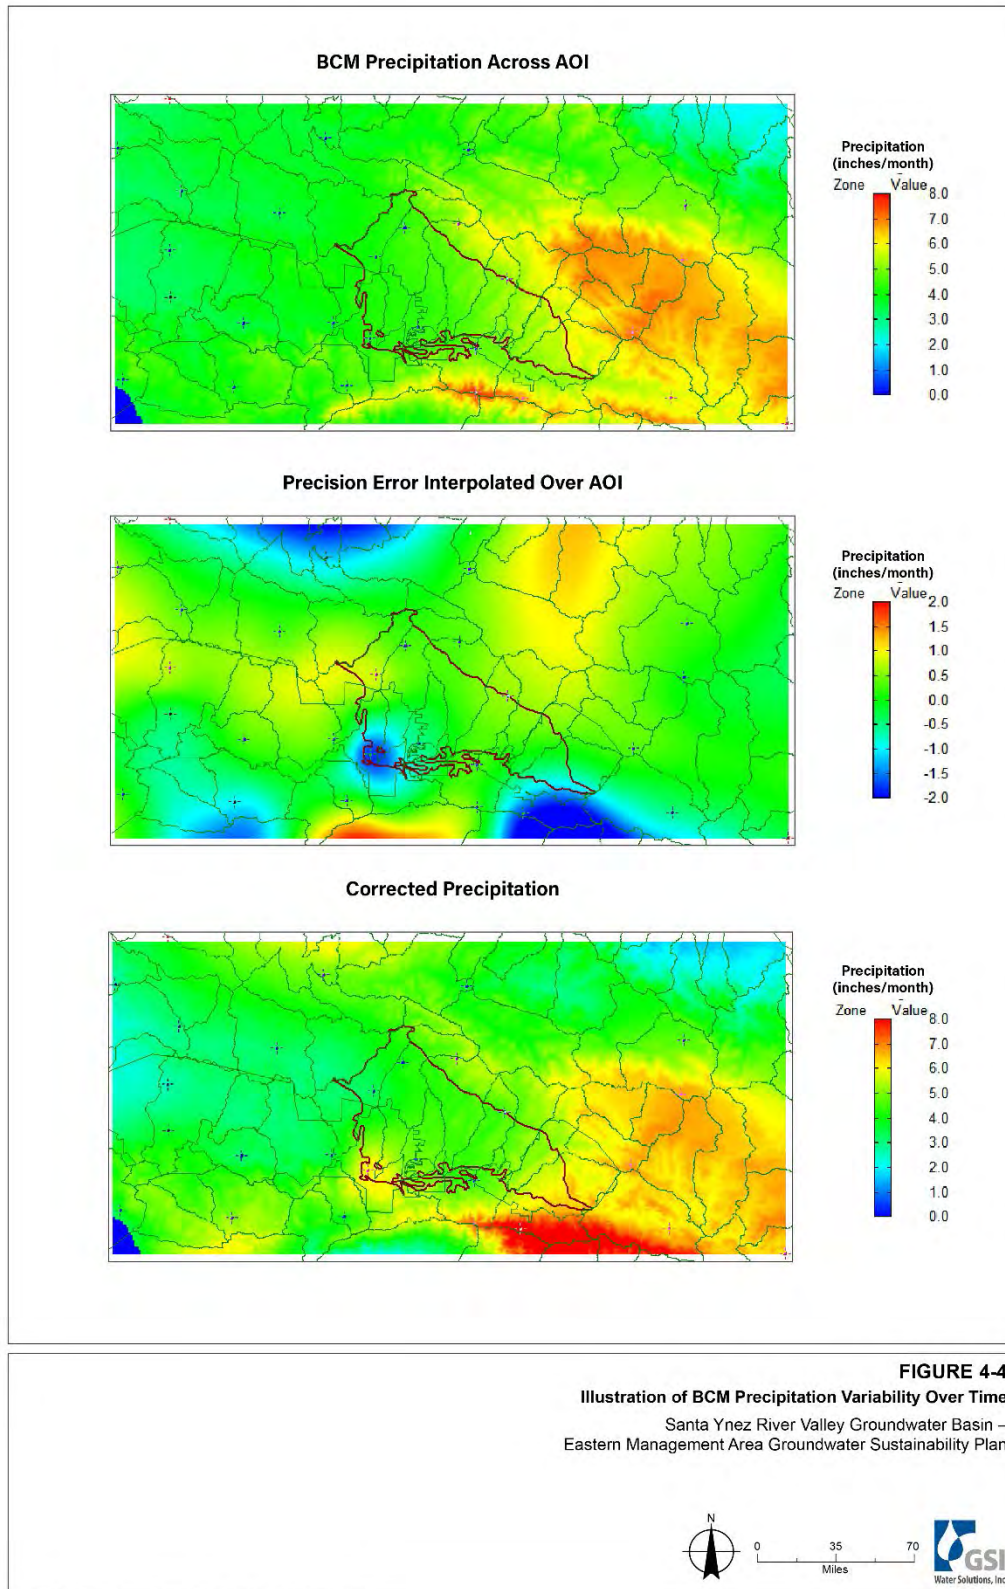 BCM Precipitation Across AOI
Precipitation
(inches/month)
Zone Value
8.0
7.0
6.0
5.0
4.0
3.0
2.0
1.0
0.0
Precision Error Interpolated Over AOI
Precipitation
(inches/month)
Zone Value
2.0
1.5
1.0
0.5
0.0
-0.5
-1.0
-1.5
-2.0
Corrected Precipitation
Precipitation
(inches/month)
Zone Value
8.0
7.0
6.0
5.0
4.0
3.0
2.0
1.0
0.0
FIGURE 4-4
Illustration of BCM Precipitation Variability Over Time
Santa Ynez River Valley Groundwater Basin –
Eastern Management Area Groundwater Sustainability Plan
N
0 35 70
Miles
GSI
Water Solutions, Inc